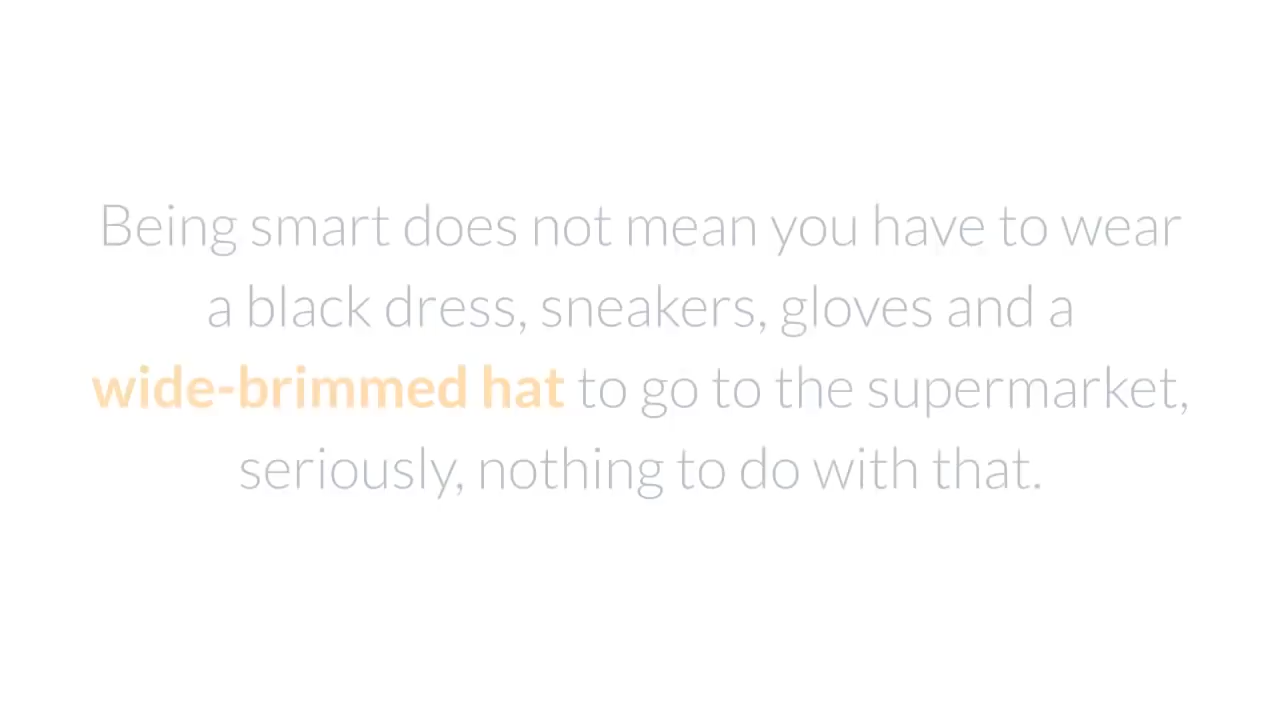 Being smart does not mean you have to wear
a black dress, sneakers, gloves and a
wide-brimmed hat to go to the supermarket,
seriously, nothing to do with that.